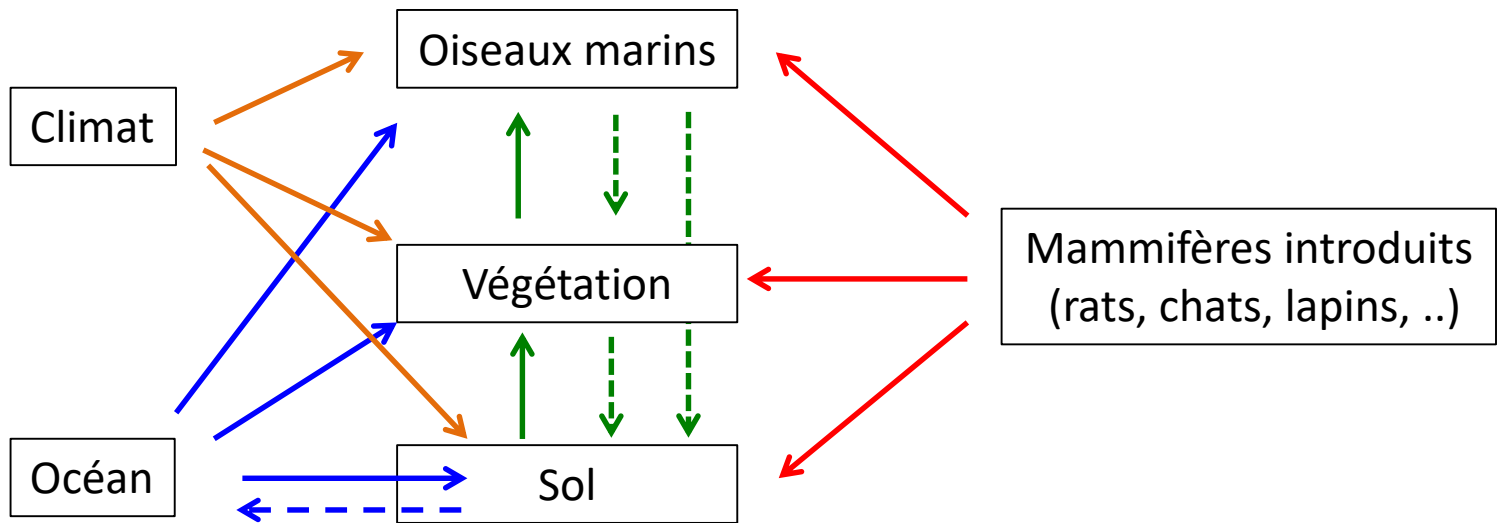 Oiseaux marins
Climat
Végétation
Mammifères introduits
(rats, chats, lapins, ..)
Océan
Sol